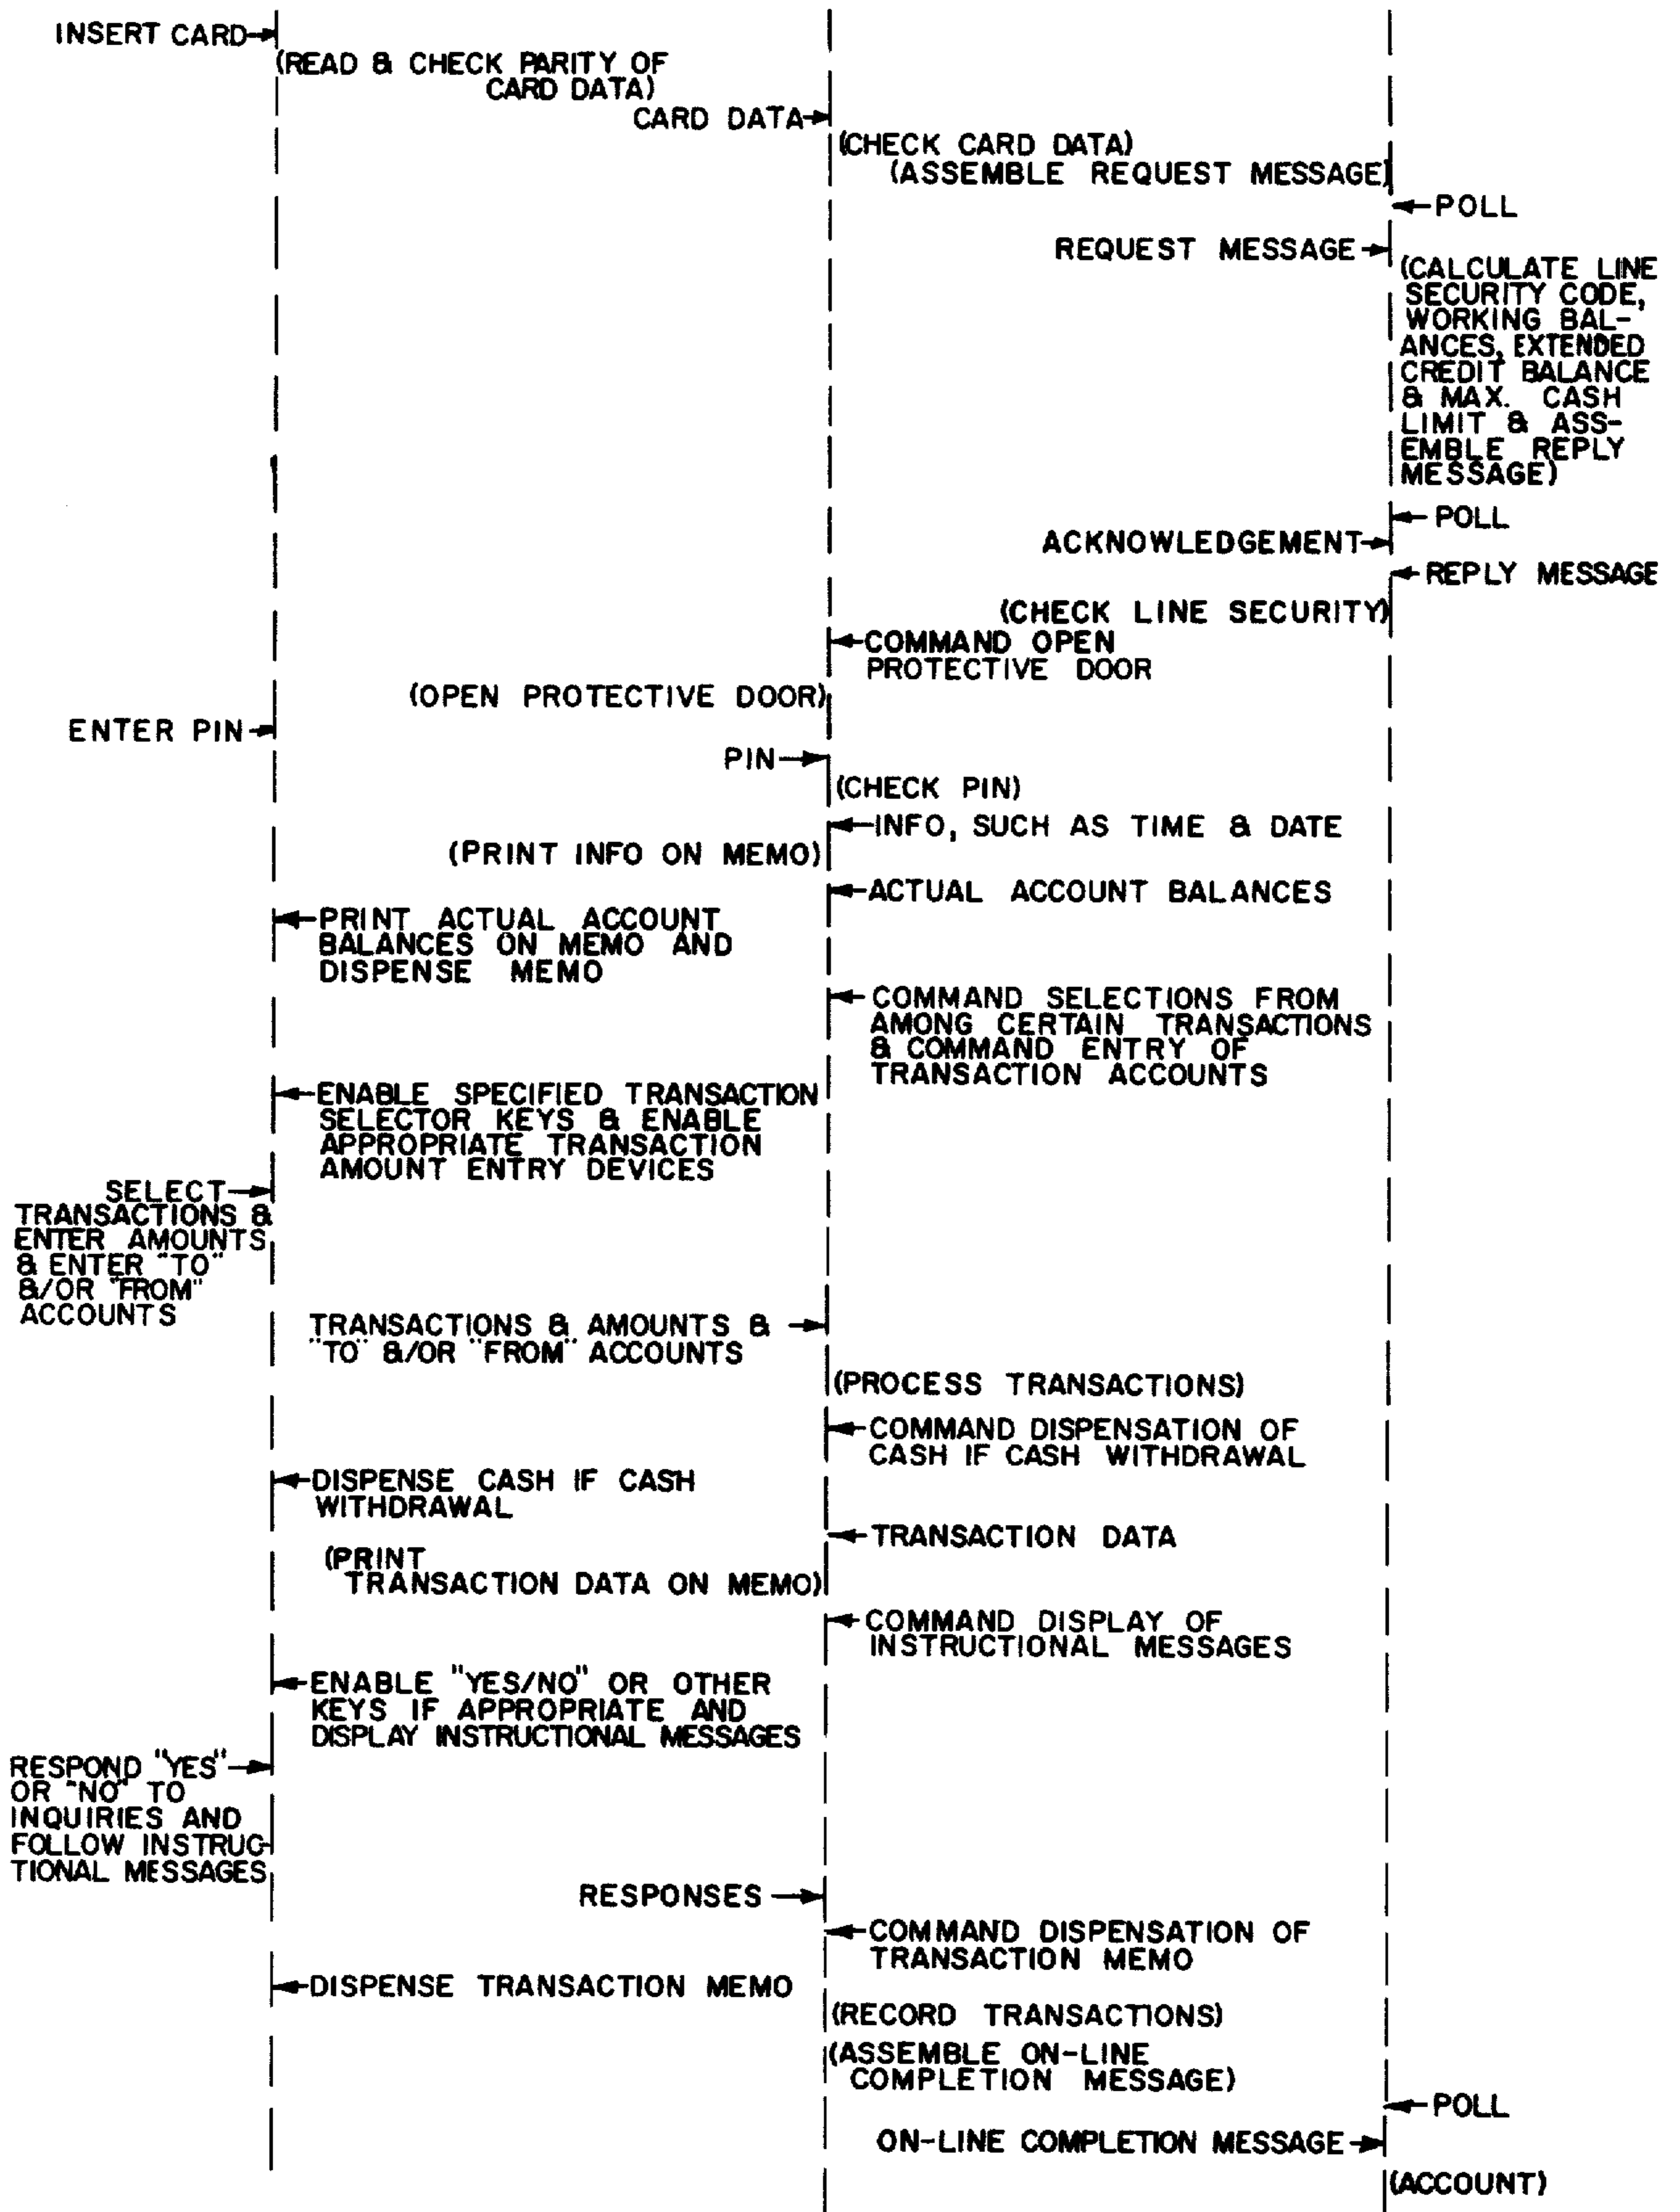 INSERT CARD
(READ & CHECK PARITY OF
CARD DATA)
CARD DATA
(CHECK CARD DATA)
(ASSEMBLE REQUEST MESSAGE)
POLL
REQUEST MESSAGE
(CALCULATE LINE
SECURITY CODE,
WORKING BAL-
ANCES, EXTENDED
CREDIT BALANCE
& MAX. CASH
LIMIT & ASS-
EMBLE REPLY
MESSAGE)
POLL
ACKNOWLEDGEMENT
REPLY MESSAGE
(CHECK LINE SECURITY)
COMMAND OPEN
PROTECTIVE DOOR
(OPEN PROTECTIVE DOOR)
ENTER PIN
PIN
(CHECK PIN)
INFO, SUCH AS TIME & DATE
(PRINT INFO ON MEMO)
ACTUAL ACCOUNT BALANCES
PRINT ACTUAL ACCOUNT
BALANCES ON MEMO AND
DISPENSE MEMO
COMMAND SELECTIONS FROM
AMONG CERTAIN TRANSACTIONS
& COMMAND ENTRY OF
TRANSACTION ACCOUNTS
ENABLE SPECIFIED TRANSACTION
SELECTOR KEYS & ENABLE
APPROPRIATE TRANSACTION
AMOUNT ENTRY DEVICES
SELECT
TRANSACTIONS &
ENTER AMOUNTS
& ENTER "TO"
&/OR "FROM"
ACCOUNTS
TRANSACTIONS & AMOUNTS &
"TO" &/OR "FROM" ACCOUNTS
(PROCESS TRANSACTIONS)
COMMAND DISPENSATION OF
CASH IF CASH WITHDRAWAL
DISPENSE CASH IF CASH
WITHDRAWAL
TRANSACTION DATA
(PRINT
TRANSACTION DATA ON MEMO)
COMMAND DISPLAY OF
INSTRUCTIONAL MESSAGES
ENABLE "YES/NO" OR OTHER
KEYS IF APPROPRIATE AND
DISPLAY INSTRUCTIONAL MESSAGES
RESPOND "YES"
OR "NO" TO
INQUIRIES AND
FOLLOW INSTRUC-
TIONAL MESSAGES
RESPONSES
COMMAND DISPENSATION OF
TRANSACTION MEMO
DISPENSE TRANSACTION MEMO
(RECORD TRANSACTIONS)
(ASSEMBLE ON-LINE
COMPLETION MESSAGE)
POLL
ON-LINE COMPLETION MESSAGE
(ACCOUNT)